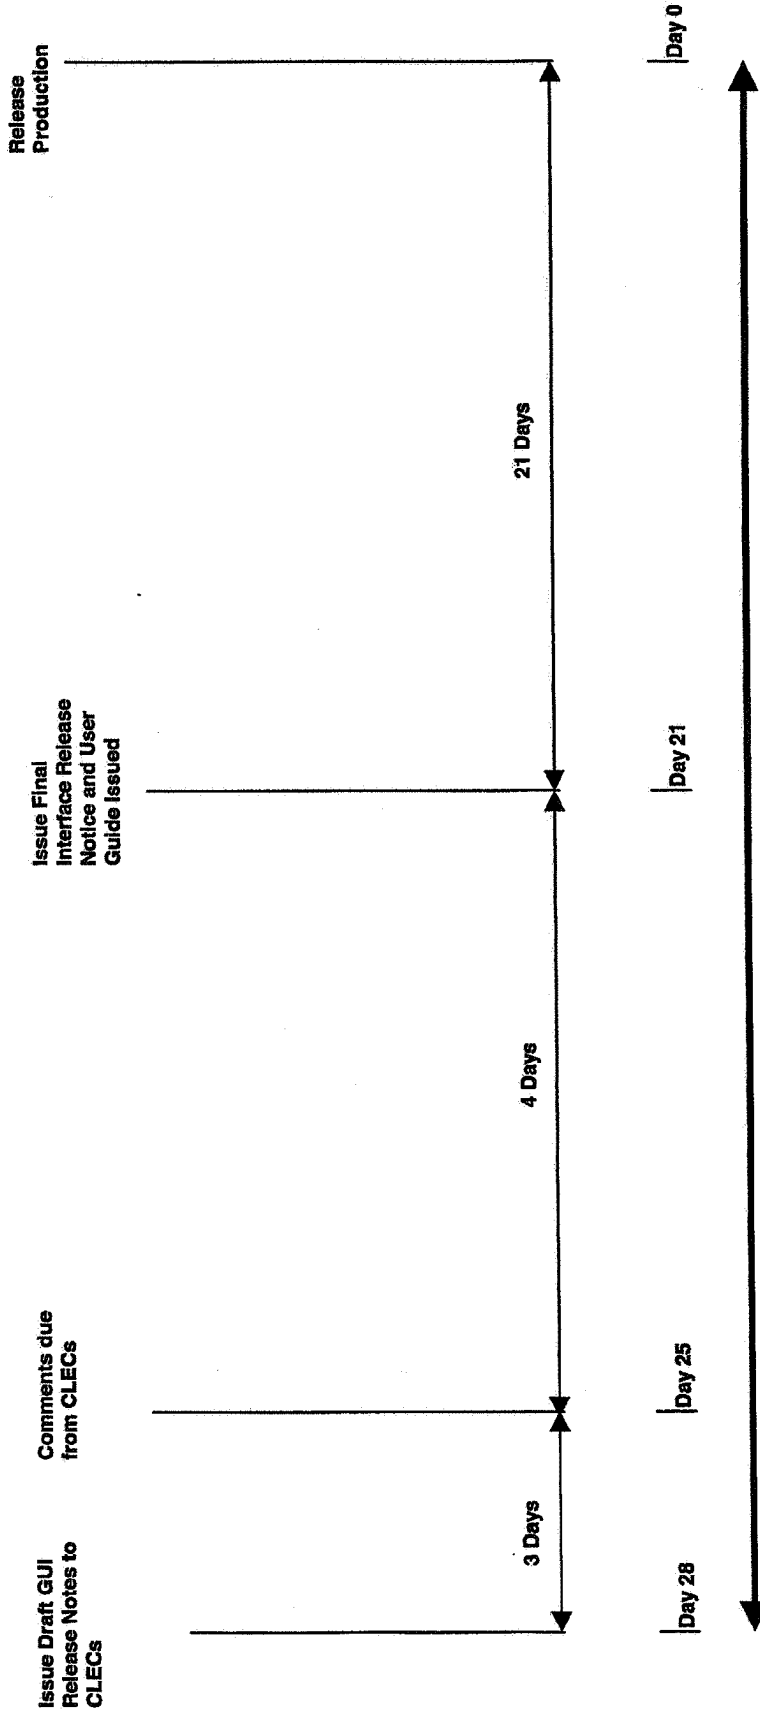 Issue Draft GUI
Release Notes to
CLECs
Comments due
from CLECs
Issue Final
Interface Release
Notice and User
Guide Issued
Release
Production
3 Days
4 Days
21 Days
Day 28
Day 25
Day 21
Day 0